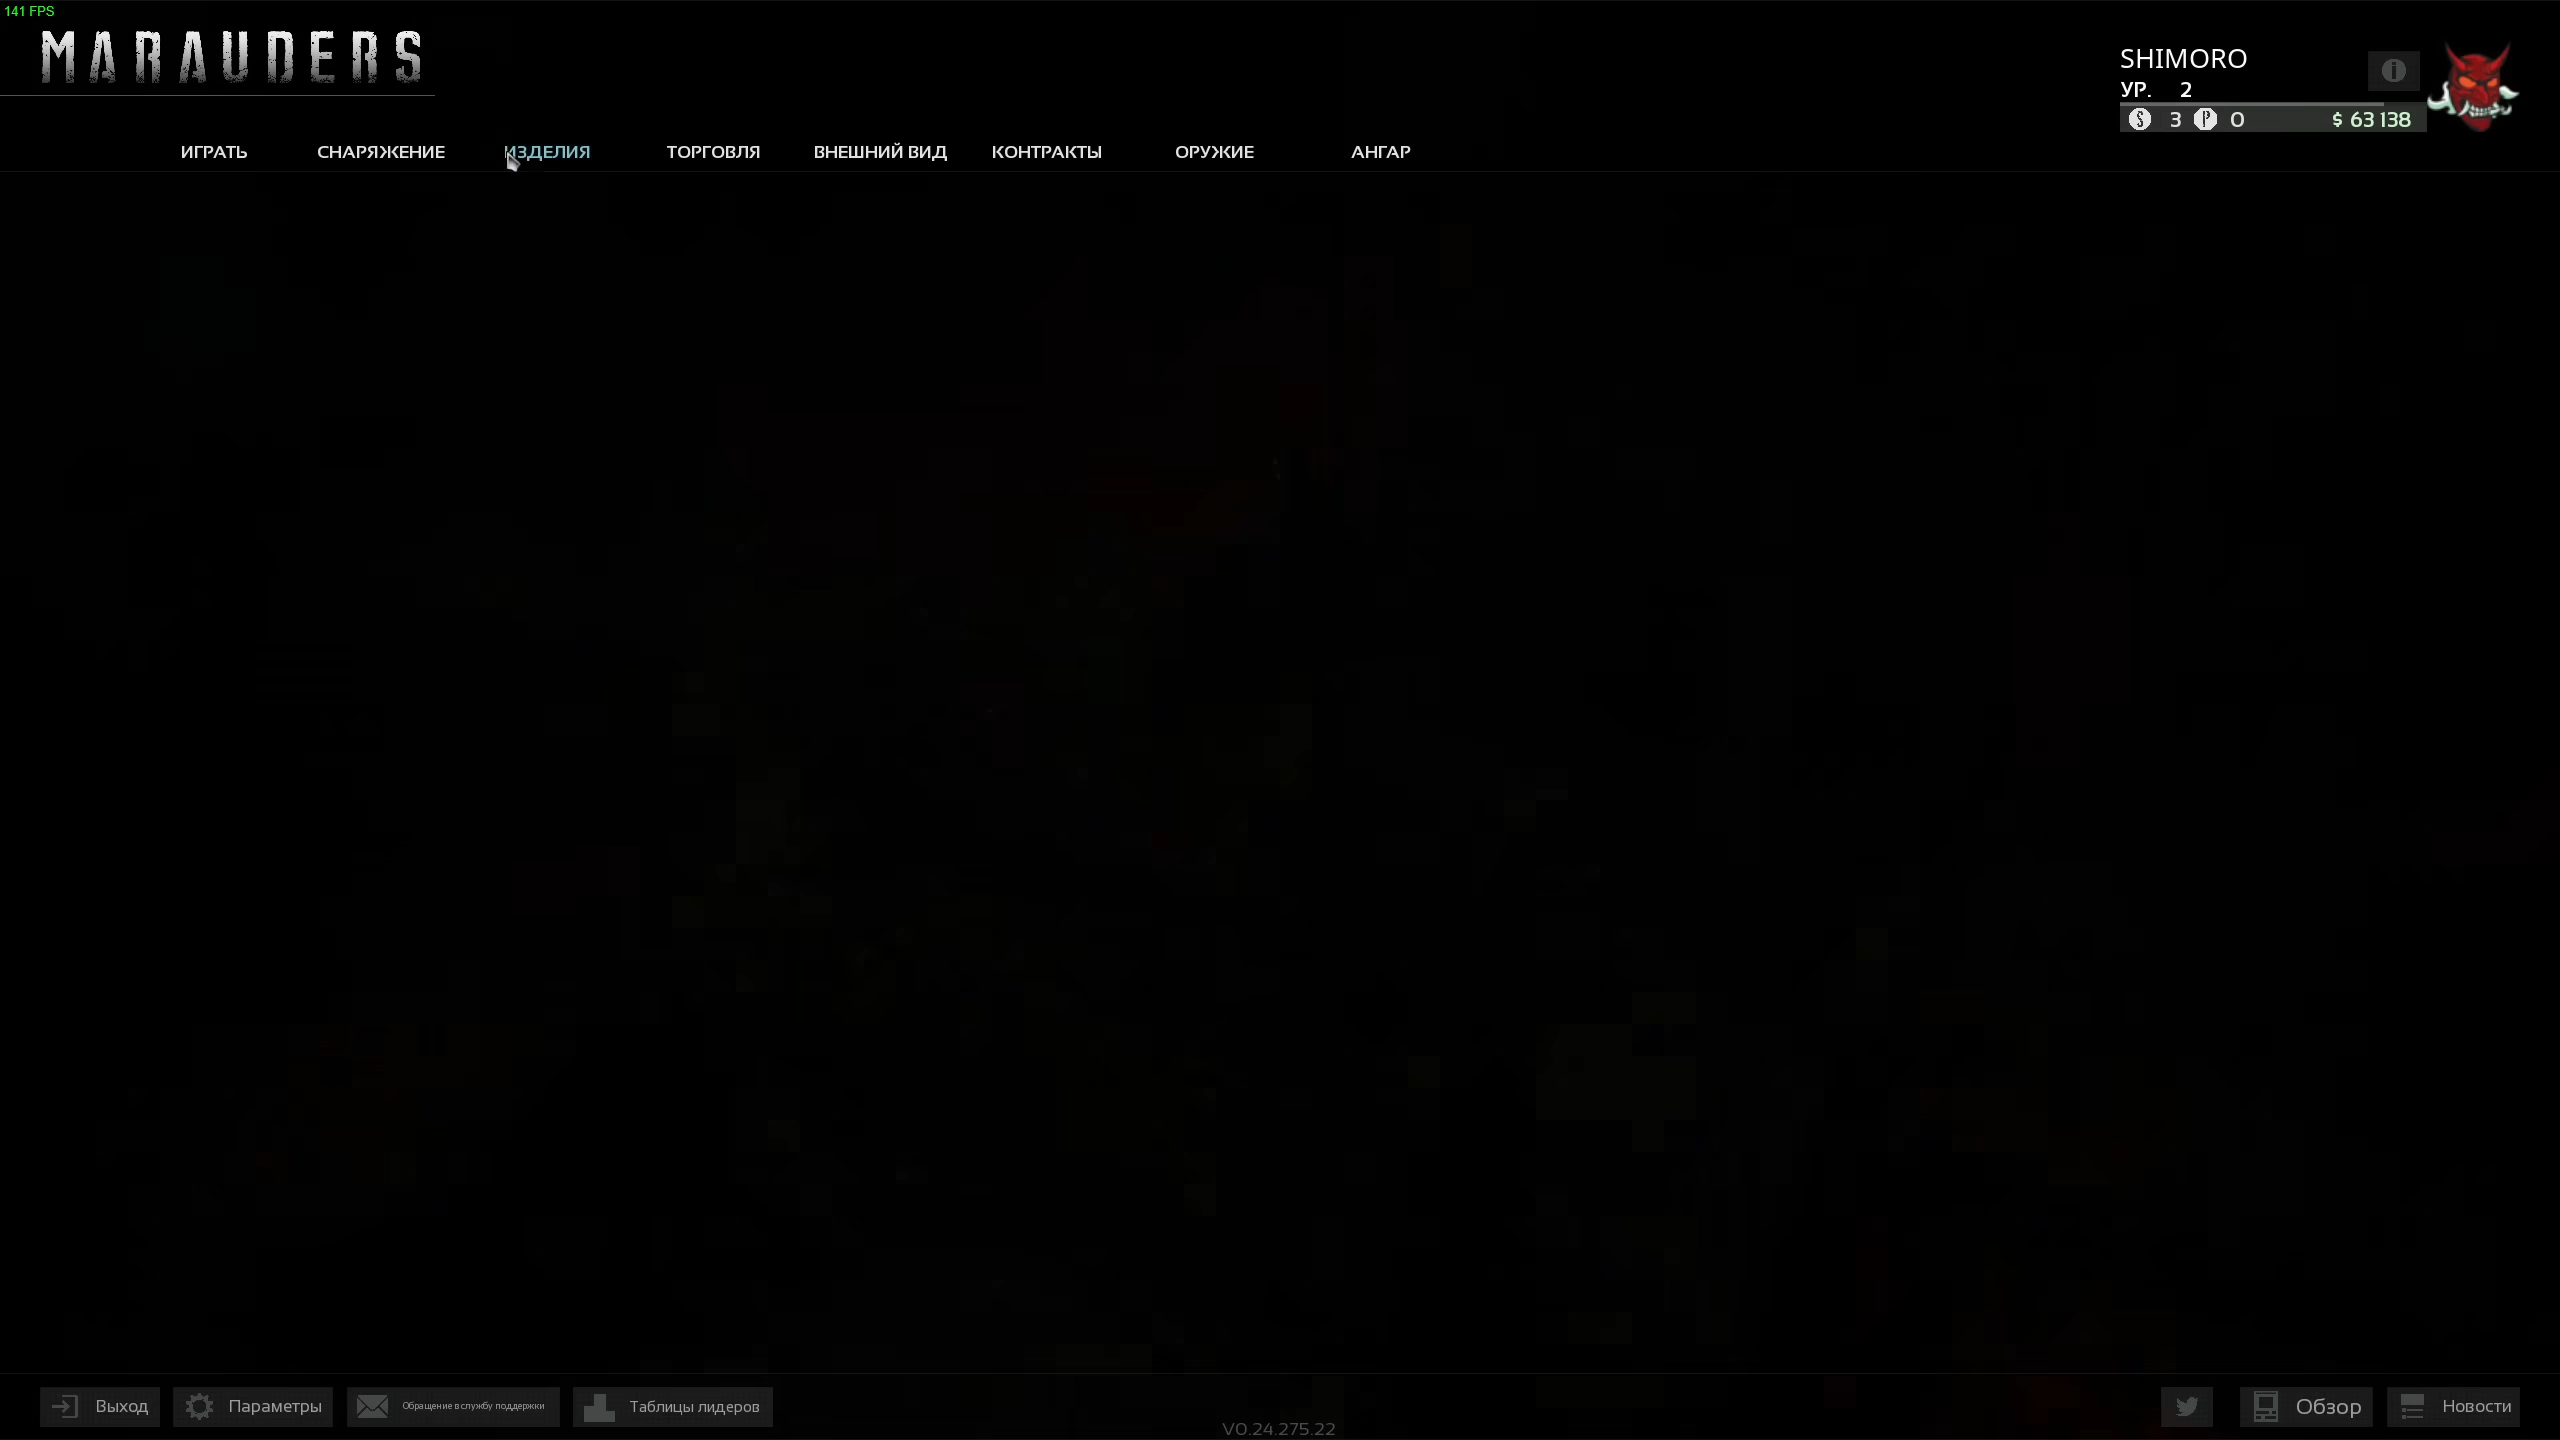 141 FPS
MARAUDERS
SHIMORO
УР. 2
S 3 P 0 $ 63 138
ИГРАТЬ СНАРЯЖЕНИЕ ИЗДЕЛИЯ ТОРГОВЛЯ ВНЕШНИЙ ВИД КОНТРАКТЫ ОРУЖИЕ АНГАР
Выход Параметры Обращение в службу поддержки Таблицы лидеров Обзор Новости
V0.24.275.22